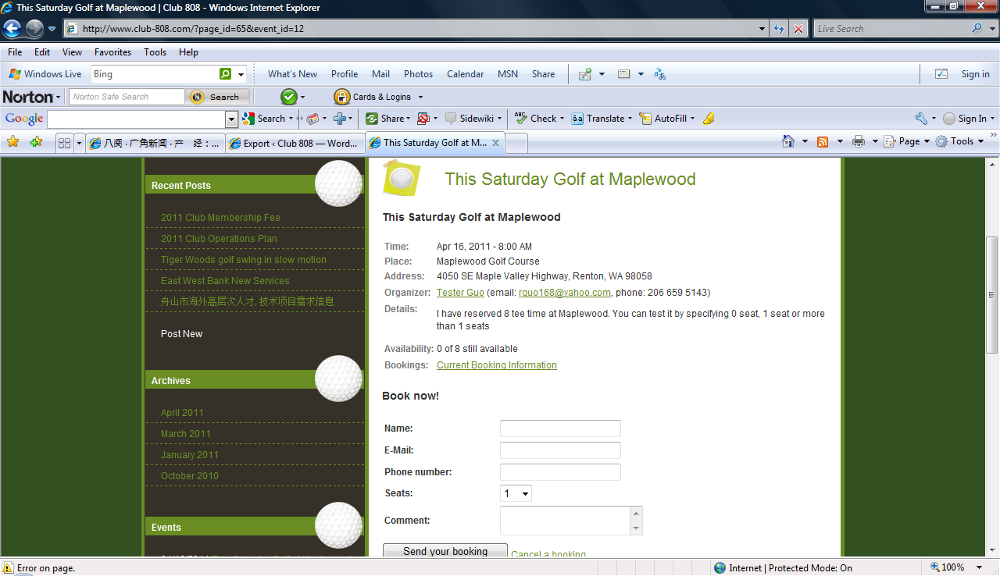 This Saturday Golf at Maplewood | Club 808 - Windows Internet Explorer
http://www.club-808.com/?page_id=65&event_id=12
Live Search
File Edit View Favorites Tools Help
Windows Live Bing What's New Profile Mail Photos Calendar MSN Share Sign in
Norton Norton Safe Search Search Cards & Logins
Google Search Share Sidewiki ABC Check Translate AutoFill Sign In
八闽 · 广角新闻 · 产 经：... Export ‹ Club 808 — Word... This Saturday Golf at M... Page Tools
Recent Posts
2011 Club Membership Fee
2011 Club Operations Plan
Tiger Woods golf swing in slow motion
East West Bank New Services
舟山市海外高层次人才, 技术项目需求信息
Post New
Archives
April 2011
March 2011
January 2011
October 2010
Events
This Saturday Golf at Maplewood
This Saturday Golf at Maplewood
Time: Apr 16, 2011 - 8:00 AM
Place: Maplewood Golf Course
Address: 4050 SE Maple Valley Highway, Renton, WA 98058
Organizer: Tester Guo (email: rguo168@yahoo.com, phone: 206 659 5143)
Details: I have reserved 8 tee time at Maplewood. You can test it by specifying 0 seat, 1 seat or more
than 1 seats
Availability: 0 of 8 still available
Bookings: Current Booking Information
Book now!
Name:
E-Mail:
Phone number:
Seats: 1
Comment:
Send your booking Cancel a booking
Error on page. Internet | Protected Mode: On 100%